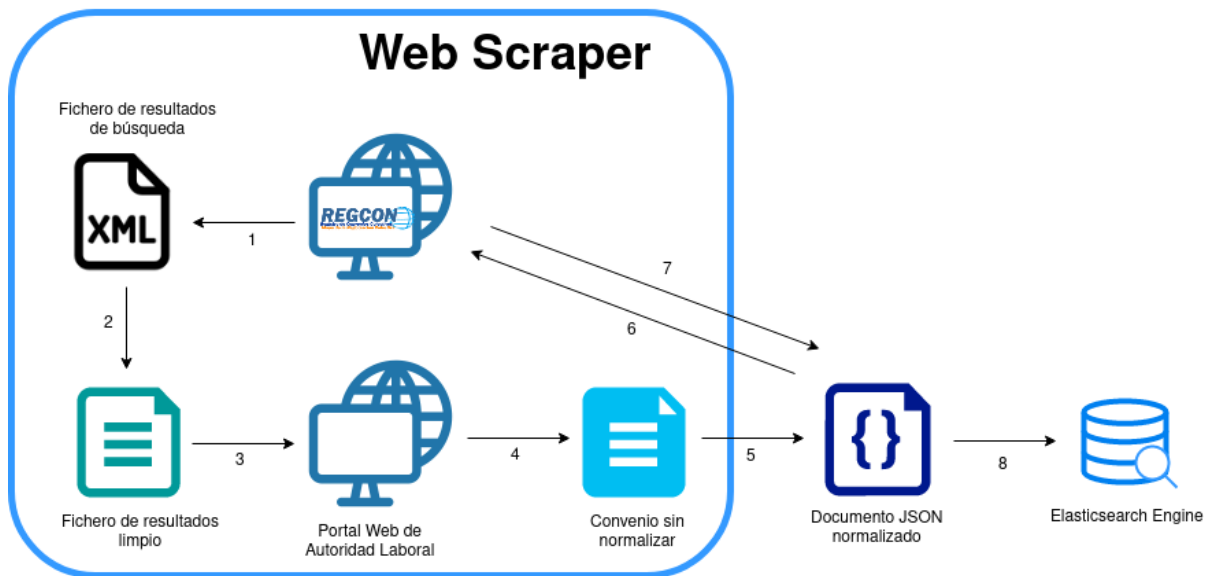 Web Scraper
Fichero de resultados
de búsqueda
XML
REGCON
1
7
6
2
3
4
5
8
{}
Fichero de resultados
limpio
Portal Web de
Autoridad Laboral
Convenio sin
normalizar
Documento JSON
normalizado
Elasticsearch Engine